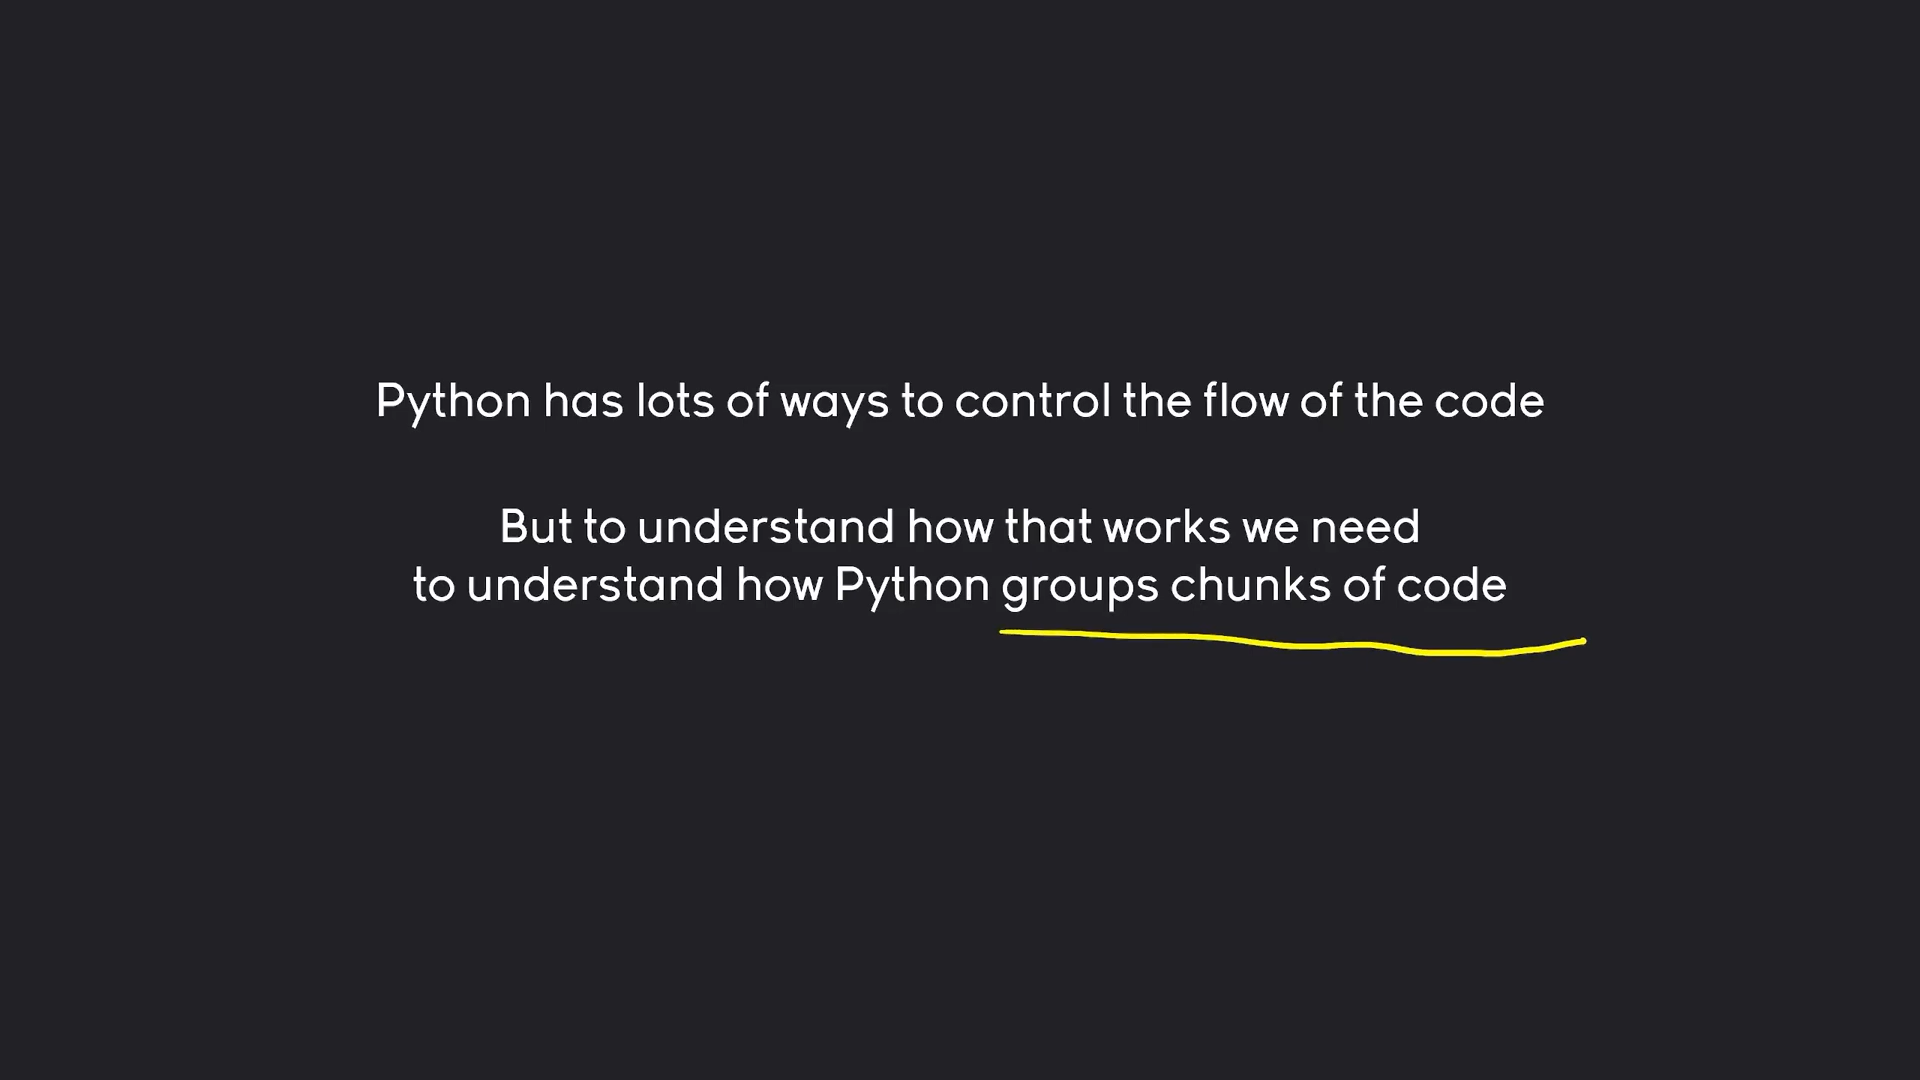 Python has lots of ways to control the flow of the code
But to understand how that works we need
to understand how Python groups chunks of code